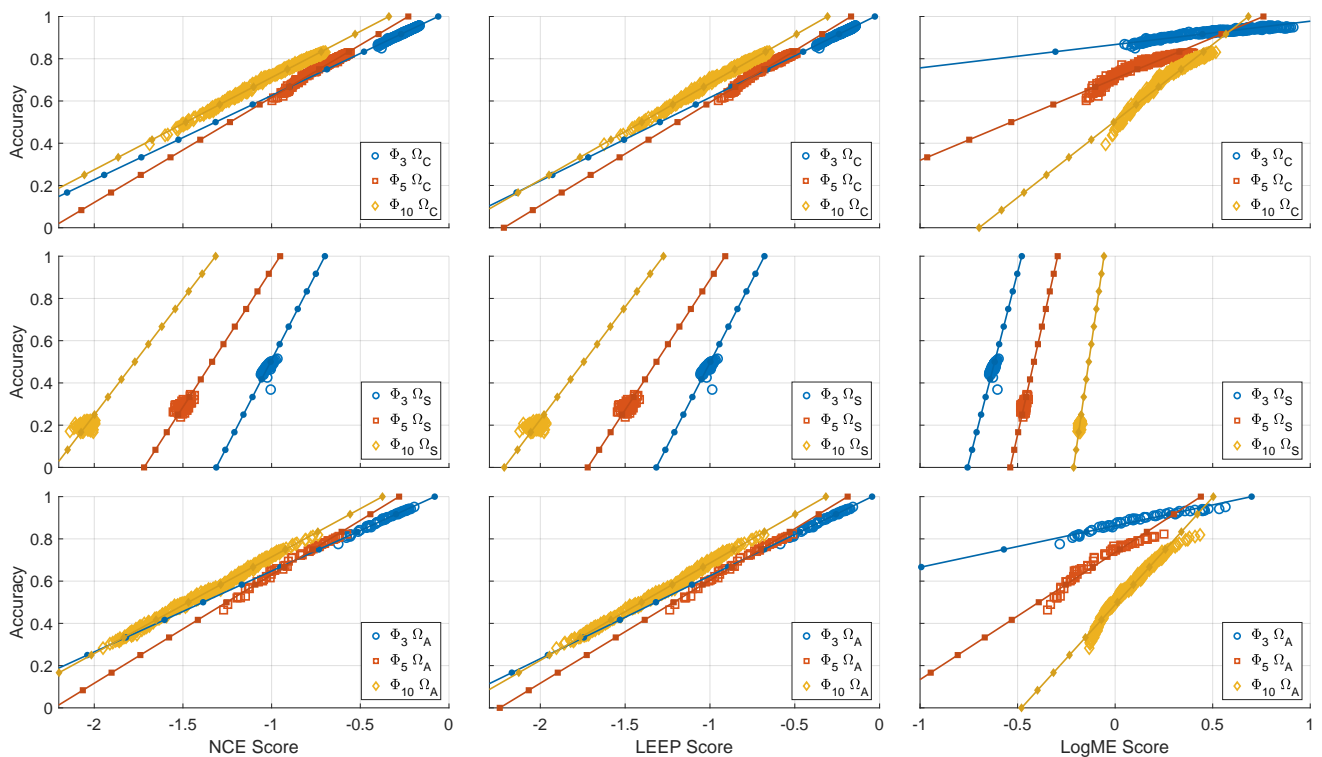 1
0.8
0.6
0.4
0.2
0
Accuracy
Φ3 ΩC
Φ5 ΩC
Φ10 ΩC
Φ3 ΩC
Φ5 ΩC
Φ10 ΩC
Φ3 ΩC
Φ5 ΩC
Φ10 ΩC
1
0.8
0.6
0.4
0.2
0
Accuracy
Φ3 ΩS
Φ5 ΩS
Φ10 ΩS
Φ3 ΩS
Φ5 ΩS
Φ10 ΩS
Φ3 ΩS
Φ5 ΩS
Φ10 ΩS
1
0.8
0.6
0.4
0.2
0
Accuracy
Φ3 ΩA
Φ5 ΩA
Φ10 ΩA
Φ3 ΩA
Φ5 ΩA
Φ10 ΩA
Φ3 ΩA
Φ5 ΩA
Φ10 ΩA
-2 -1.5 -1 -0.5 0
-2 -1.5 -1 -0.5 0
-1 -0.5 0 0.5 1
NCE Score
LEEP Score
LogME Score